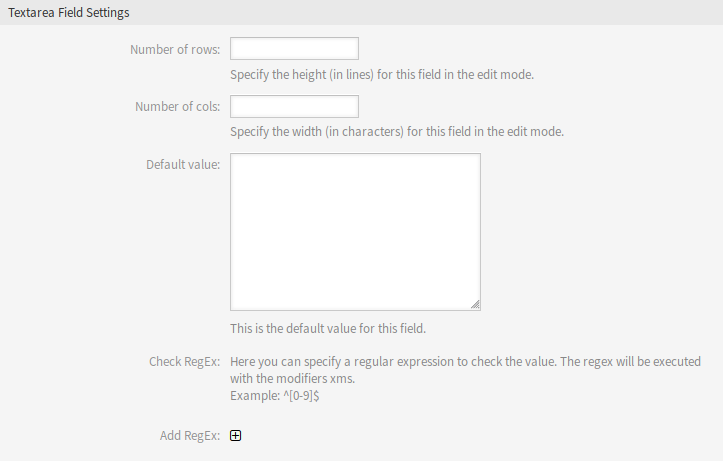 Textarea Field Settings
Number of rows:
Specify the height (in lines) for this field in the edit mode.
Number of cols:
Specify the width (in characters) for this field in the edit mode.
Default value:
This is the default value for this field.
Check RegEx: Here you can specify a regular expression to check the value. The regex will be executed
with the modifiers xms.
Example: ^[0-9]$
Add RegEx: